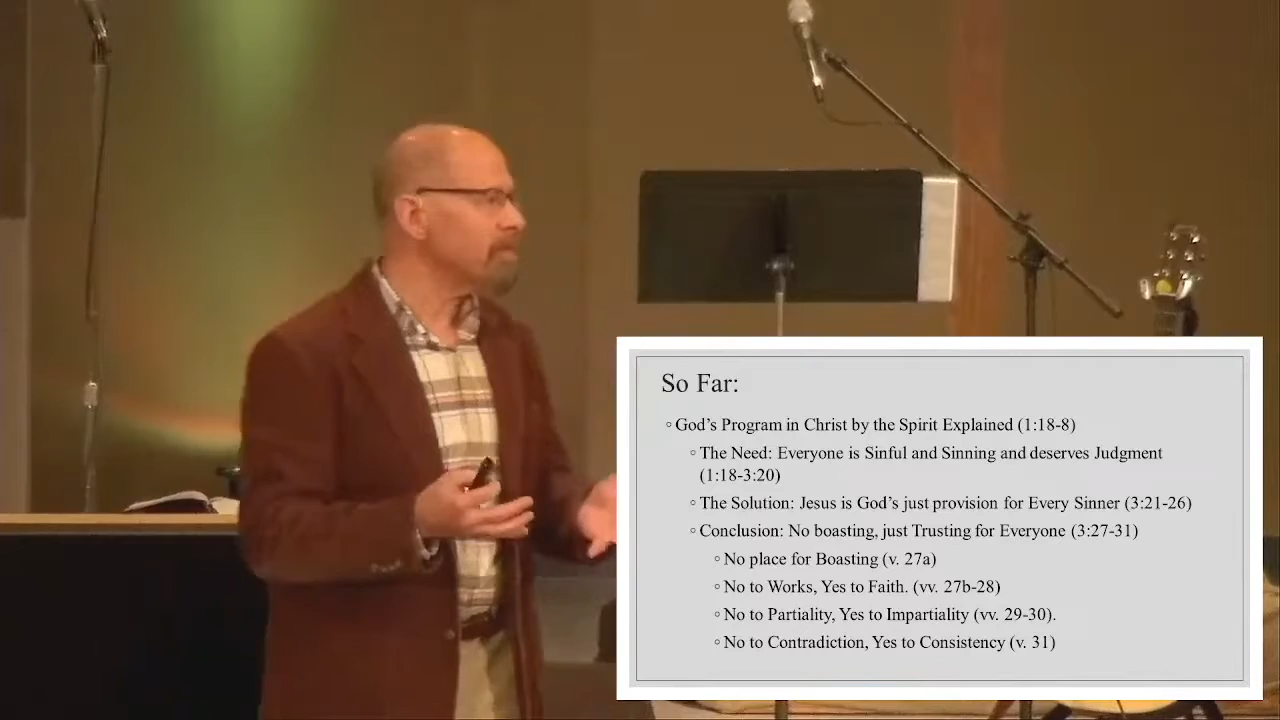 So Far:
◦God's Program in Christ by the Spirit Explained (1:18-8)
◦The Need: Everyone is Sinful and Sinning and deserves Judgment
(1:18-3:20)
◦The Solution: Jesus is God's just provision for Every Sinner (3:21-26)
◦Conclusion: No boasting, just Trusting for Everyone (3:27-31)
◦No place for Boasting (v. 27a)
◦No to Works, Yes to Faith. (vv. 27b-28)
◦No to Partiality, Yes to Impartiality (vv. 29-30).
◦No to Contradiction, Yes to Consistency (v. 31)